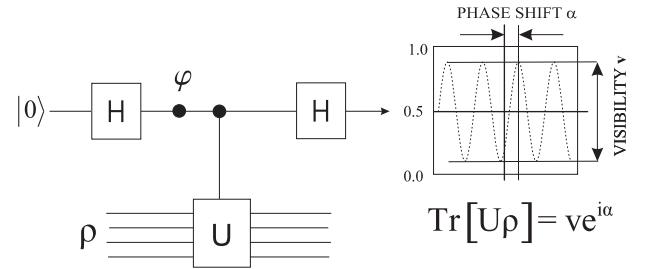 PHASE SHIFT α
φ
|0⟩ H H
1.0
0.5
0.0
VISIBILITY v
ρ U
Tr[Uρ] = ve^{iα}